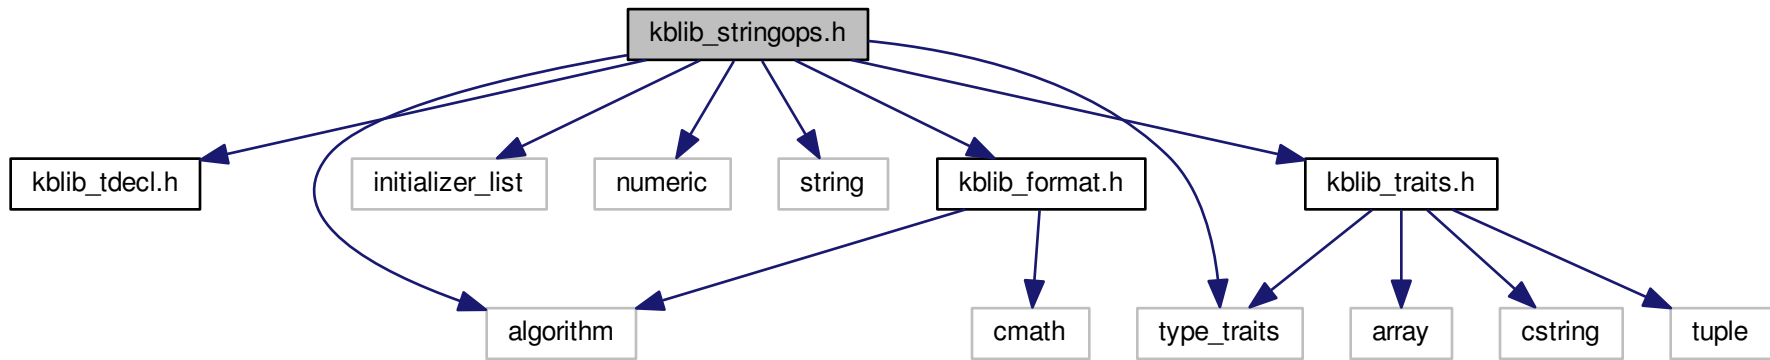 kblib_stringops.h
kblib_tdecl.h
initializer_list
numeric
string
kblib_format.h
kblib_traits.h
algorithm
cmath
type_traits
array
cstring
tuple